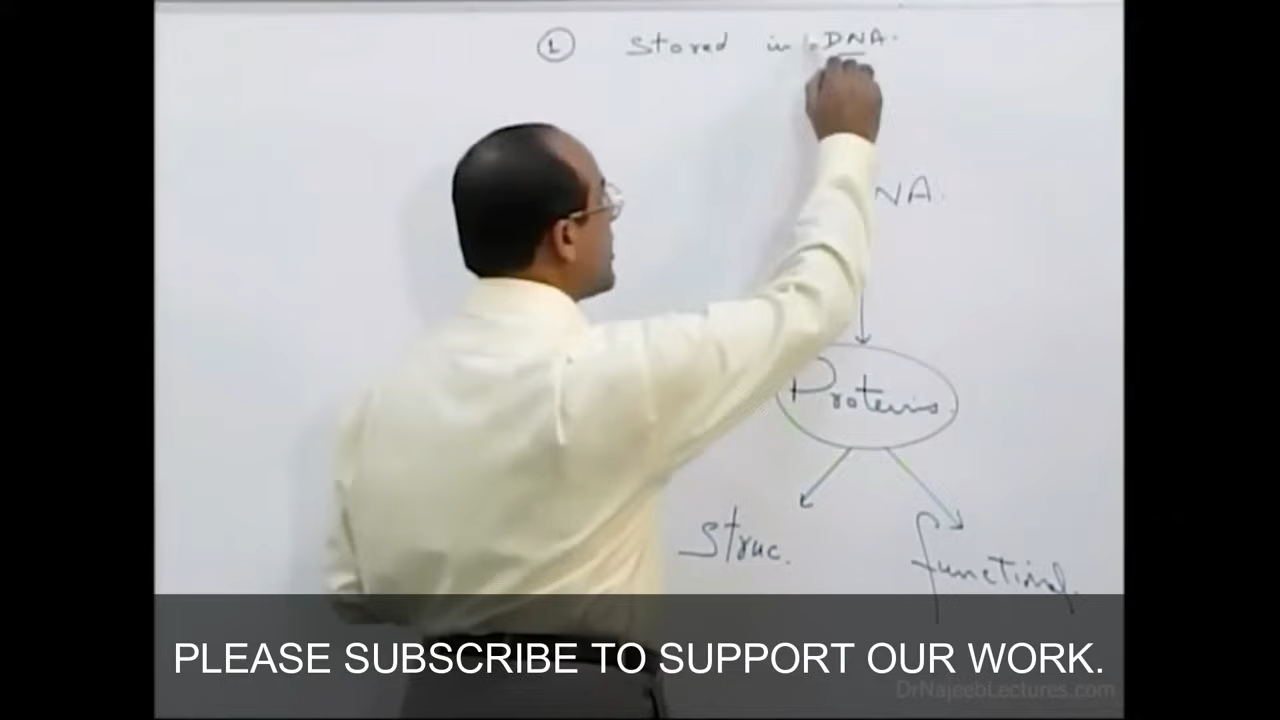 1 Stored in DNA.
NA.
Proteins.
Struc.
functional.
PLEASE SUBSCRIBE TO SUPPORT OUR WORK.
DrNajeebLectures.com